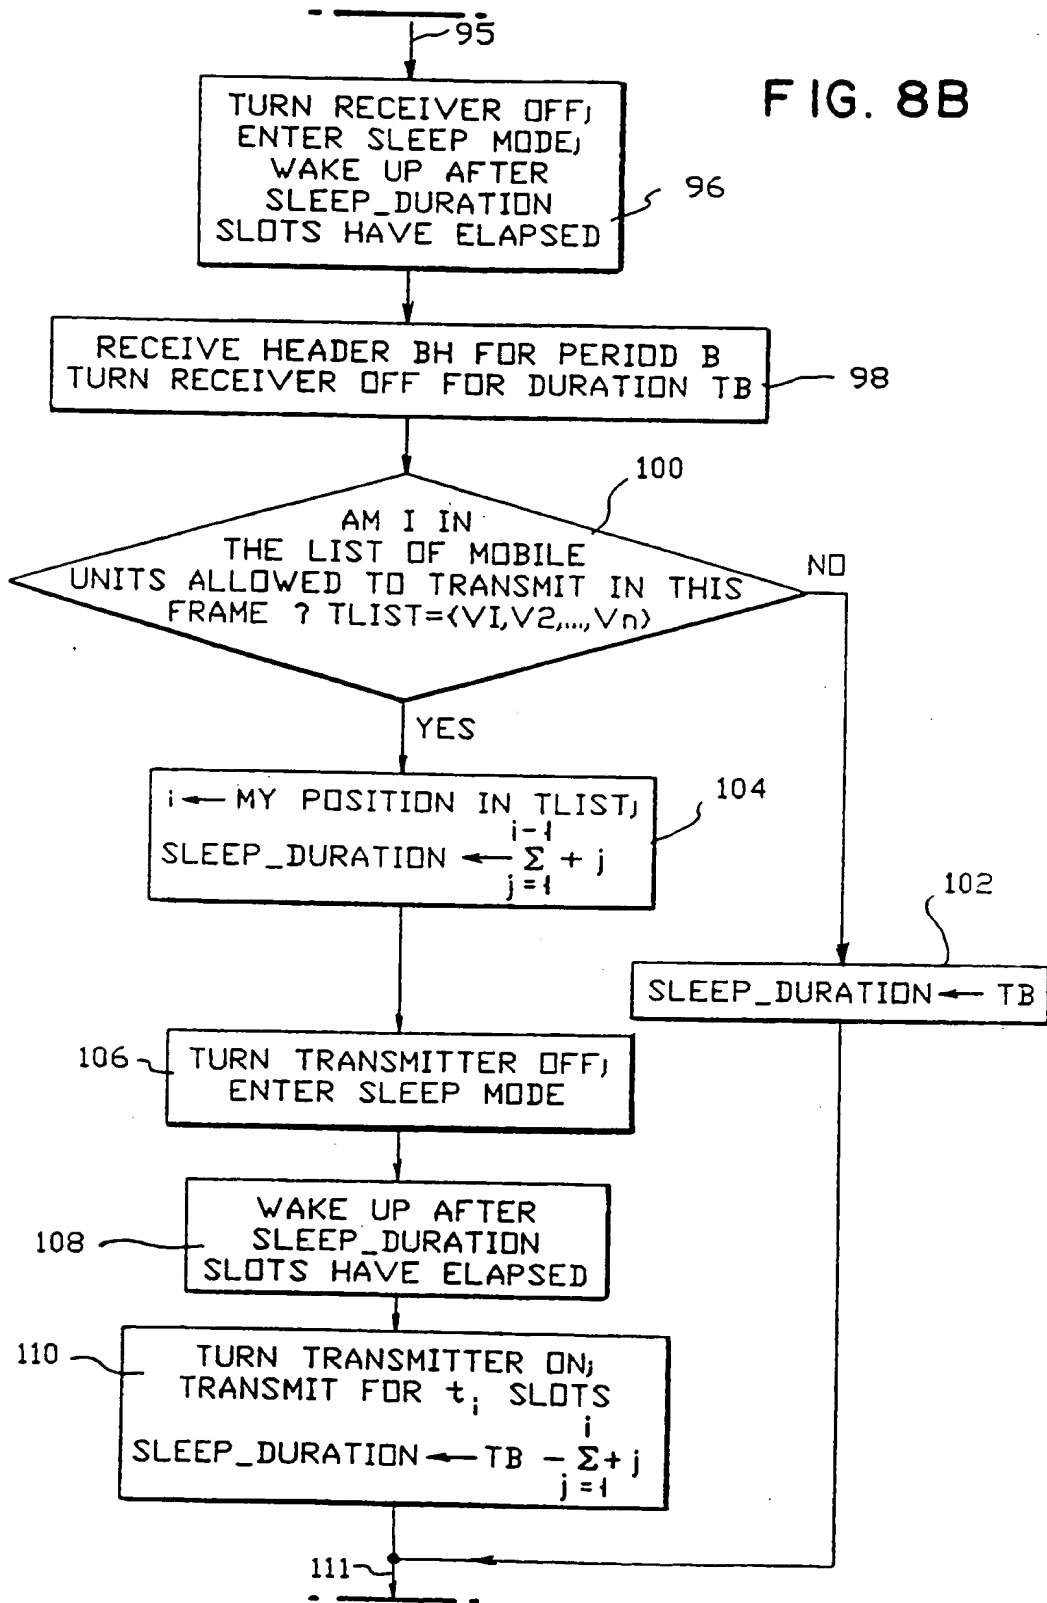 95
FIG. 8B
TURN RECEIVER OFF;
ENTER SLEEP MODE;
WAKE UP AFTER
SLEEP_DURATION
SLOTS HAVE ELAPSED
96
RECEIVE HEADER BH FOR PERIOD B
TURN RECEIVER OFF FOR DURATION TB
98
100
AM I IN
THE LIST OF MOBILE
UNITS ALLOWED TO TRANSMIT IN THIS
FRAME ? TLIST={V1,V2,...,Vn}
NO
YES
i ← MY POSITION IN TLIST;
i-1
SLEEP_DURATION ← Σ + j
j=1
104
102
SLEEP_DURATION ← TB
106
TURN TRANSMITTER OFF;
ENTER SLEEP MODE
WAKE UP AFTER
SLEEP_DURATION
SLOTS HAVE ELAPSED
108
110
TURN TRANSMITTER ON;
TRANSMIT FOR tᵢ SLOTS
i
SLEEP_DURATION ← TB - Σ + j
j=1
111